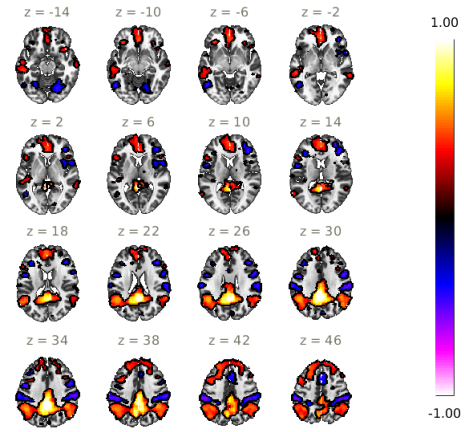 z = -14 z = -10 z = -6 z = -2
1.00
z = 2 z = 6 z = 10 z = 14
z = 18 z = 22 z = 26 z = 30
z = 34 z = 38 z = 42 z = 46
-1.00